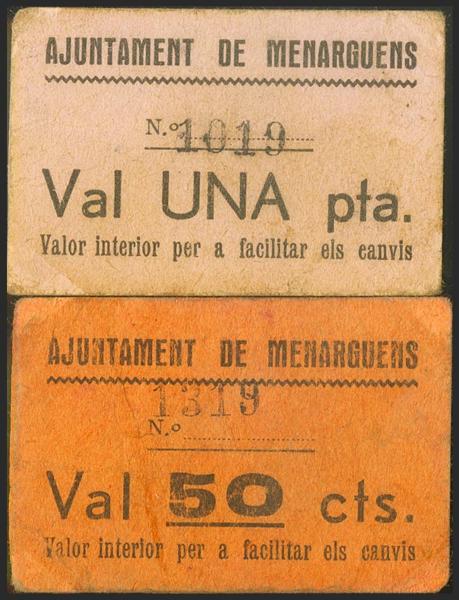 AJUNTAMENT DE MENARGUENS
N.º 1019
Val UNA pta.
Valor interior per a facilitar els canvis
AJUNTAMENT DE MENARGUENS
1319
N.º
Val 50 cts.
Valor interior per a facilitar els canvis